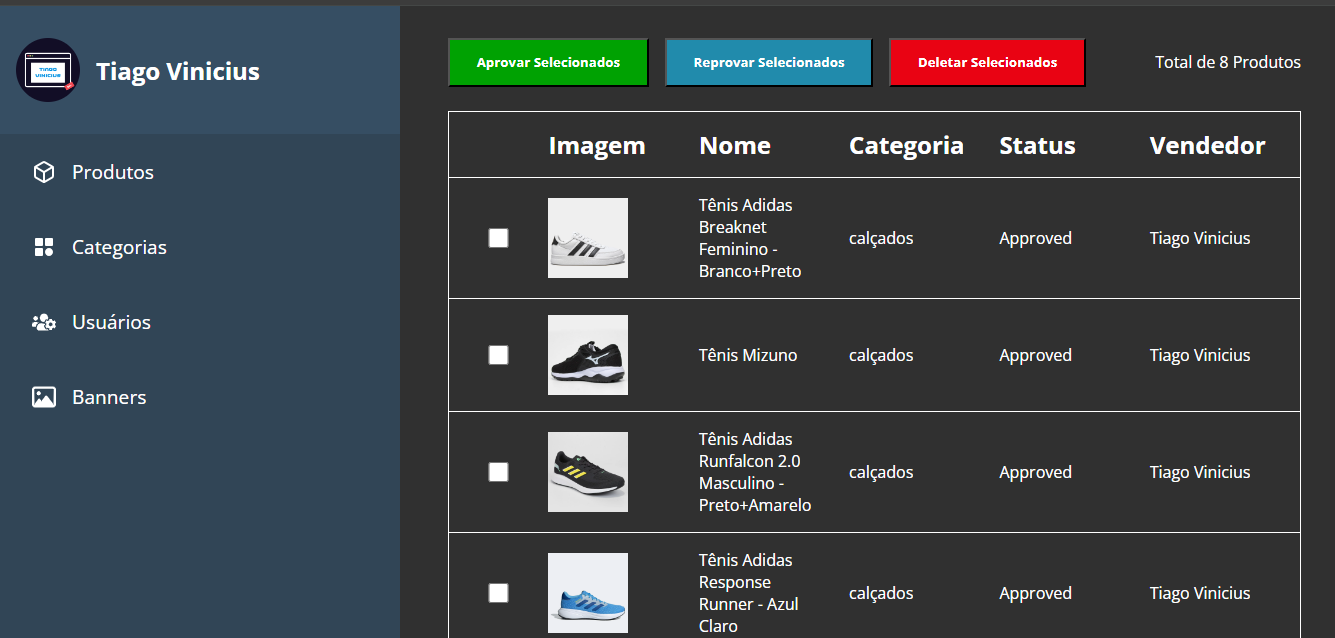 TIAGO
VINICIUS
Tiago Vinicius
Produtos
Categorias
Usuários
Banners
Aprovar Selecionados
Reprovar Selecionados
Deletar Selecionados
Total de 8 Produtos
Imagem Nome Categoria Status Vendedor
Tênis Adidas
Breaknet
Feminino -
Branco+Preto
calçados Approved Tiago Vinicius
Tênis Mizuno calçados Approved Tiago Vinicius
Tênis Adidas
Runfalcon 2.0
Masculino -
Preto+Amarelo
calçados Approved Tiago Vinicius
Tênis Adidas
Response
Runner - Azul
Claro
calçados Approved Tiago Vinicius